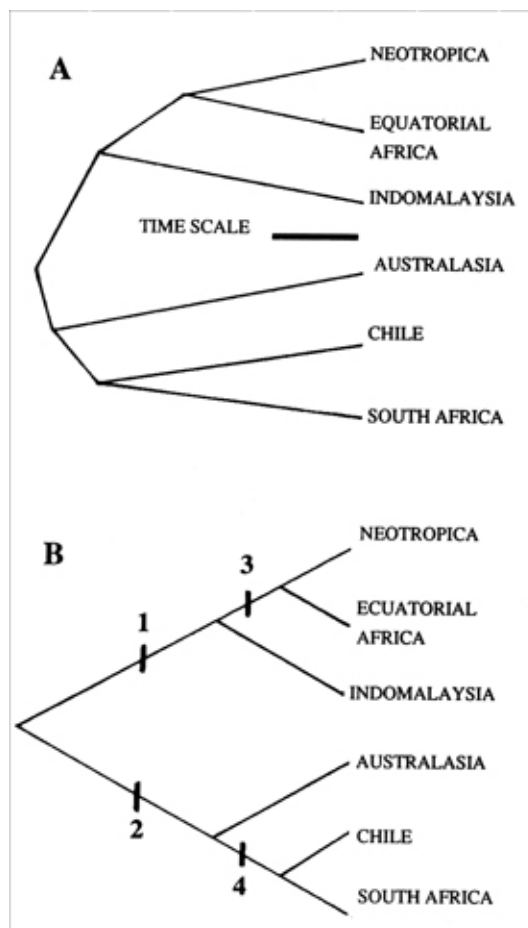 A
NEOTROPICA
EQUATORIAL
AFRICA
INDOMALAYSIA
TIME SCALE
AUSTRALASIA
CHILE
SOUTH AFRICA
B
NEOTROPICA
3
1
ECUATORIAL
AFRICA
INDOMALAYSIA
AUSTRALASIA
2
CHILE
4
SOUTH AFRICA